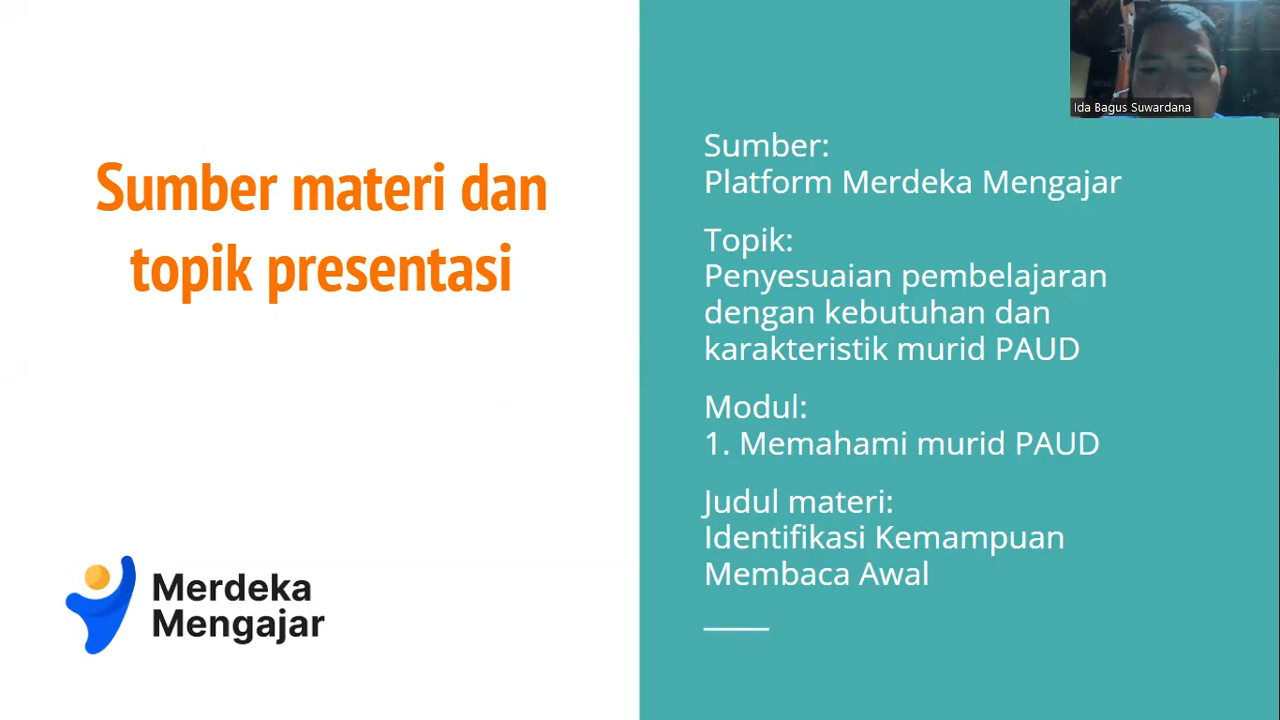 Sumber materi dan
topik presentasi
Merdeka
Mengajar
Ida Bagus Suwardana
Sumber:
Platform Merdeka Mengajar
Topik:
Penyesuaian pembelajaran
dengan kebutuhan dan
karakteristik murid PAUD
Modul:
1. Memahami murid PAUD
Judul materi:
Identifikasi Kemampuan
Membaca Awal